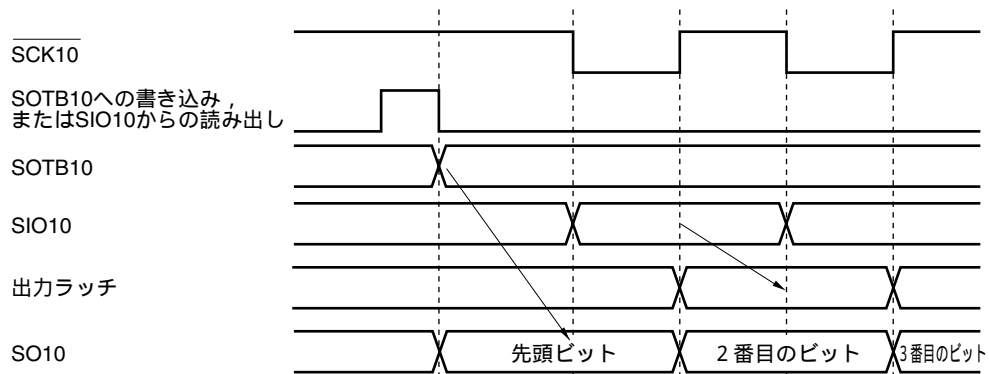 SCK10
SOTB10への書き込み，
またはSIO10からの読み出し
SOTB10
SIO10
出力ラッチ
SO10
先頭ビット
2番目のビット
3番目のビット